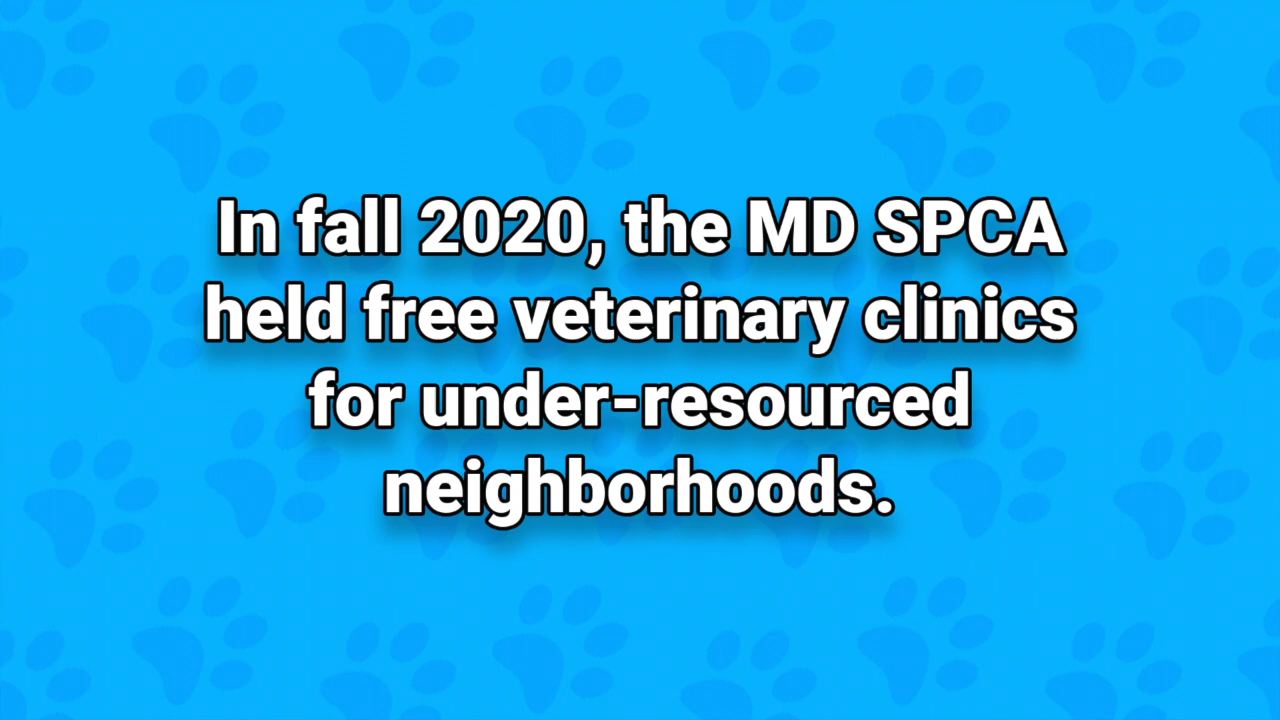 In fall 2020, the MD SPCA
held free veterinary clinics
for under-resourced
neighborhoods.